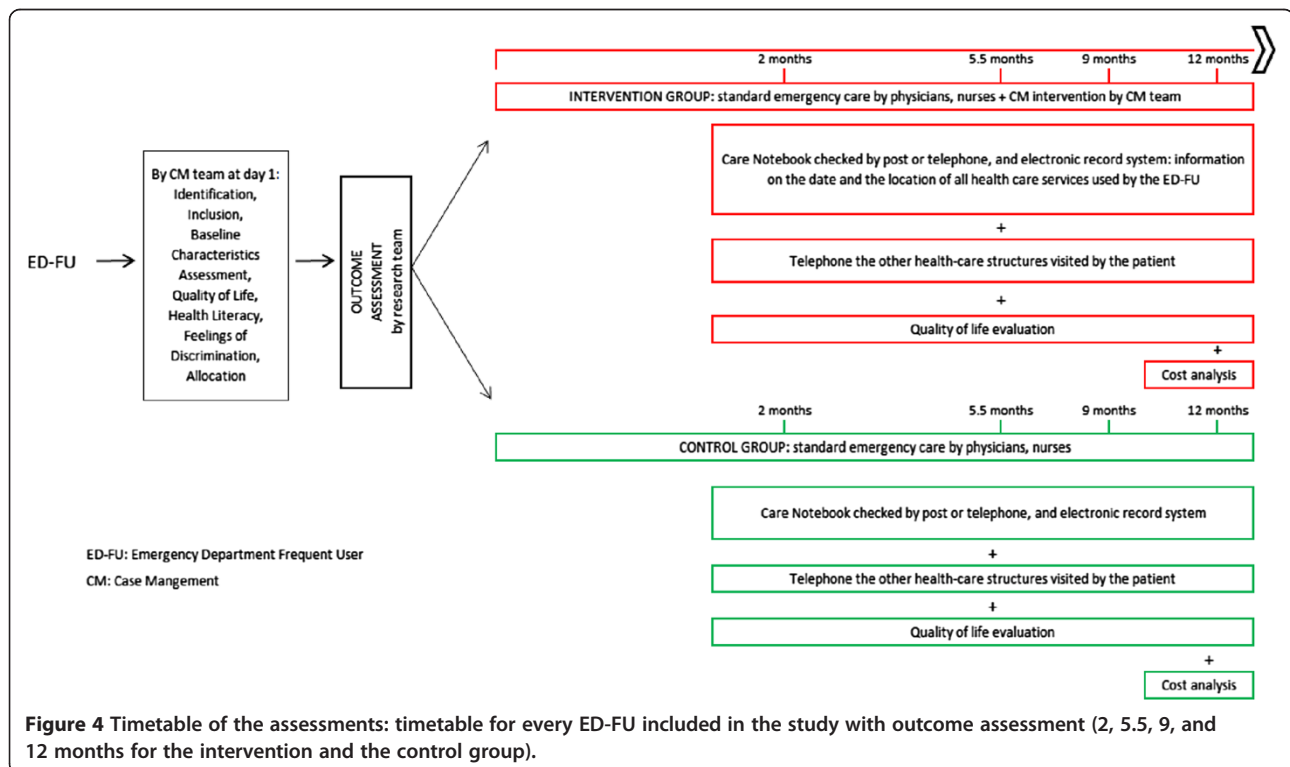 ED-FU
By CM team at day 1:
Identification,
Inclusion,
Baseline
Characteristics
Assessment,
Quality of Life,
Health Literacy,
Feelings of
Discrimination,
Allocation
OUTCOME
ASSESSMENT
by research team
2 months 5.5 months 9 months 12 months
INTERVENTION GROUP: standard emergency care by physicians, nurses + CM intervention by CM team
Care Notebook checked by post or telephone, and electronic record system: information
on the date and the location of all health care services used by the ED-FU
+
Telephone the other health-care structures visited by the patient
+
Quality of life evaluation
+
Cost analysis
2 months 5.5 months 9 months 12 months
CONTROL GROUP: standard emergency care by physicians, nurses
Care Notebook checked by post or telephone, and electronic record system
+
Telephone the other health-care structures visited by the patient
+
Quality of life evaluation
+
Cost analysis
ED-FU: Emergency Department Frequent User
CM: Case Mangement
Figure 4 Timetable of the assessments: timetable for every ED-FU included in the study with outcome assessment (2, 5.5, 9, and
12 months for the intervention and the control group).